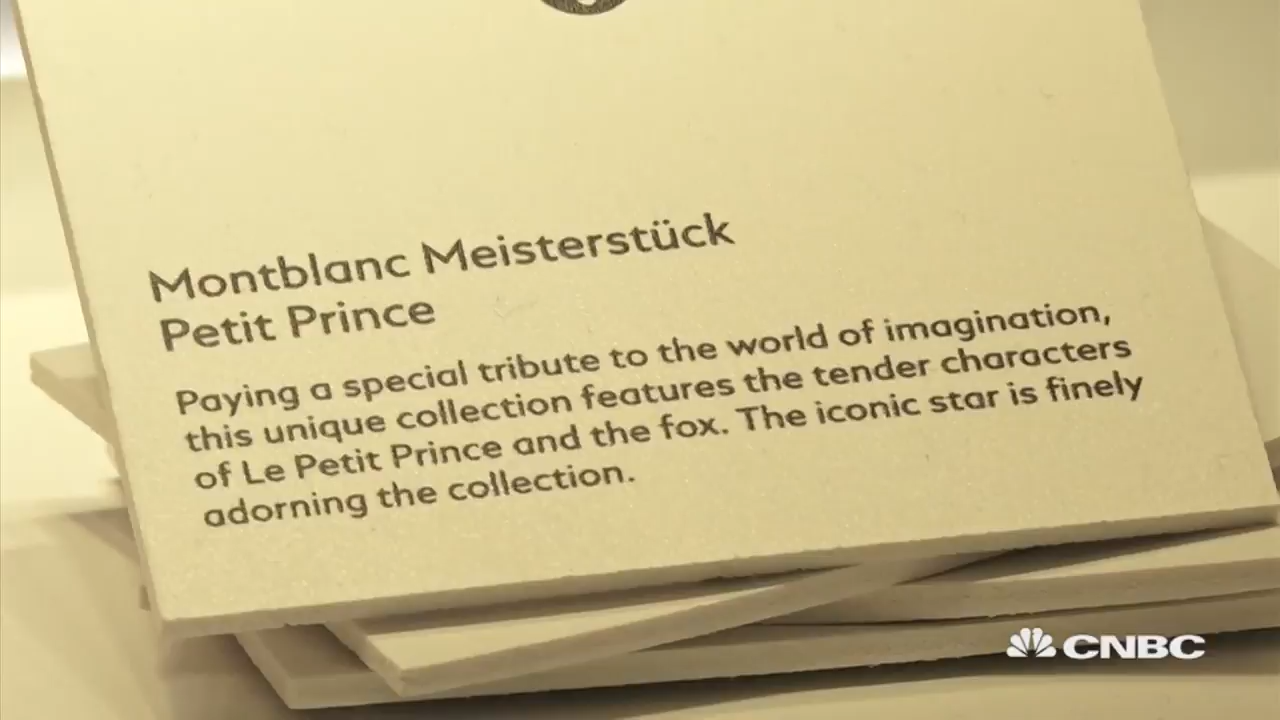 Montblanc Meisterstück
Petit Prince
Paying a special tribute to the world of imagination,
this unique collection features the tender characters
of Le Petit Prince and the fox. The iconic star is finely
adorning the collection.
CNBC